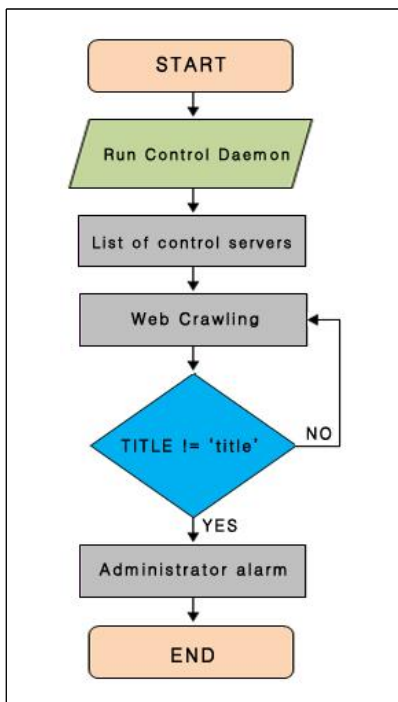 START
Run Control Daemon
List of control servers
Web Crawling
TITLE != 'title'
NO
YES
Administrator alarm
END